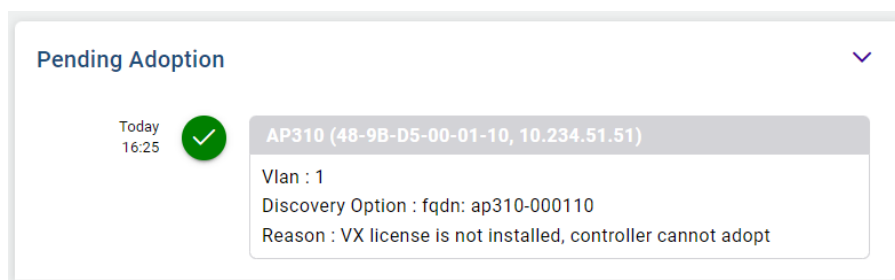 Pending Adoption
Today
16:25
AP310 (48-9B-D5-00-01-10, 10.234.51.51)
Vlan : 1
Discovery Option : fqdn: ap310-000110
Reason : VX license is not installed, controller cannot adopt